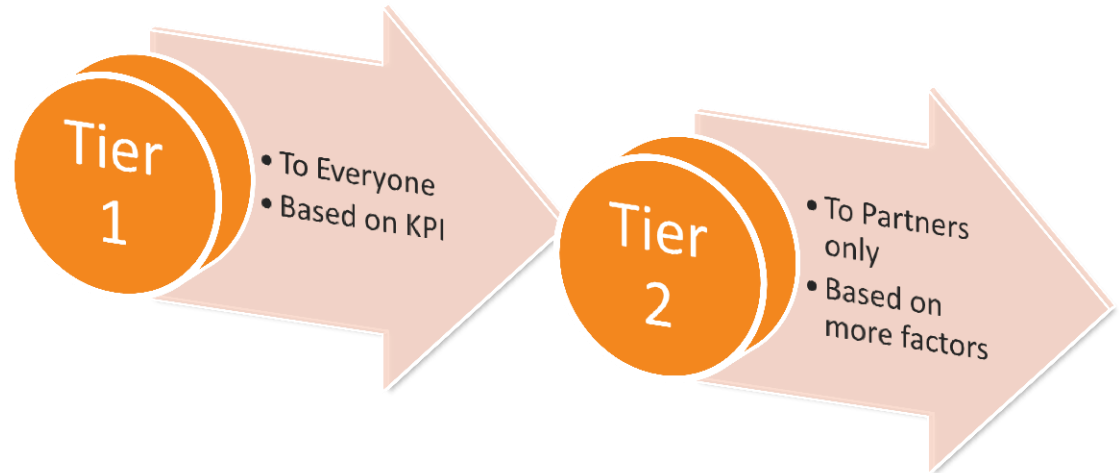 Tier
1
• To Everyone
• Based on KPI
Tier
2
• To Partners
only
• Based on
more factors